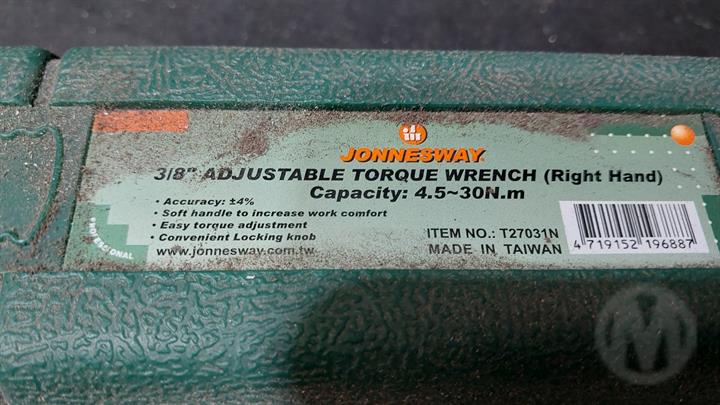 JONNESWAY
3/8" ADJUSTABLE TORQUE WRENCH (Right Hand)
Capacity: 4.5~30N.m
• Accuracy: ±4%
• Soft handle to increase work comfort
• Easy torque adjustment
• Convenient Locking knob
www.jonnesway.com.tw
ITEM NO.: T27031N
MADE IN TAIWAN
4 719152 196887
PROFESSIONAL
M